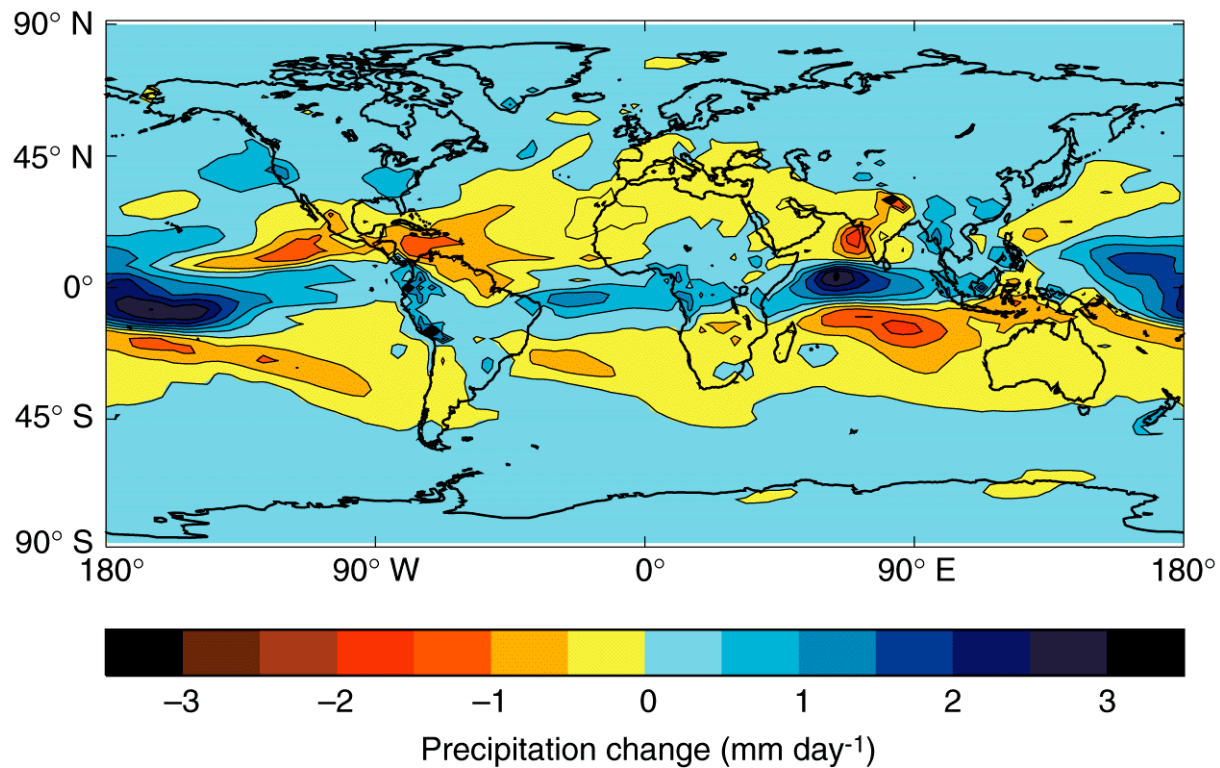 90° N
45° N
0°
45° S
90° S
180° 90° W 0° 90° E 180°
–3 –2 –1 0 1 2 3
Precipitation change (mm day-1)